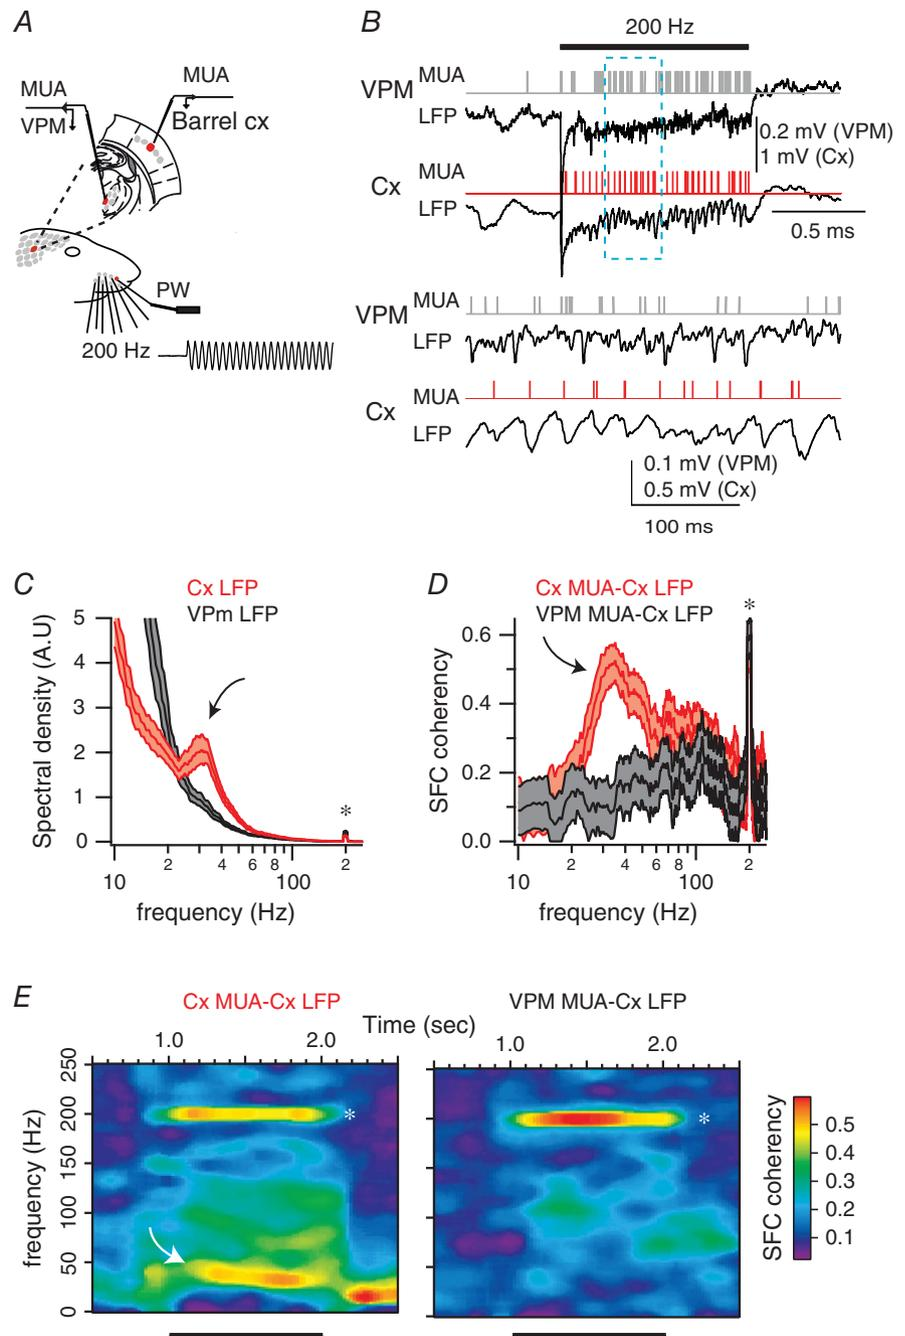 A
MUA
MUA
VPM
Barrel cx
PW
200 Hz
B
200 Hz
VPM
MUA
LFP
0.2 mV (VPM)
1 mV (Cx)
Cx
MUA
LFP
0.5 ms
VPM
MUA
LFP
Cx
MUA
LFP
0.1 mV (VPM)
0.5 mV (Cx)
100 ms
C
Cx LFP
VPm LFP
Spectral density (A.U)
5
4
3
2
1
0
*
2 4 6 8 2
10 100
frequency (Hz)
D
Cx MUA-Cx LFP
VPM MUA-Cx LFP
*
SFC coherency
0.6
0.4
0.2
0.0
2 4 6 8 2
10 100
frequency (Hz)
E
Cx MUA-Cx LFP
VPM MUA-Cx LFP
Time (sec)
1.0 2.0
1.0 2.0
frequency (Hz)
250
200
150
100
50
0
*
*
SFC coherency
0.5
0.4
0.3
0.2
0.1